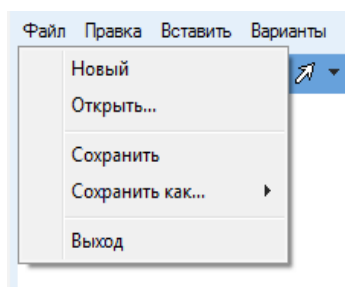 Файл Правка Вставить Варианты
Новый
Открыть...
Сохранить
Сохранить как...
Выход